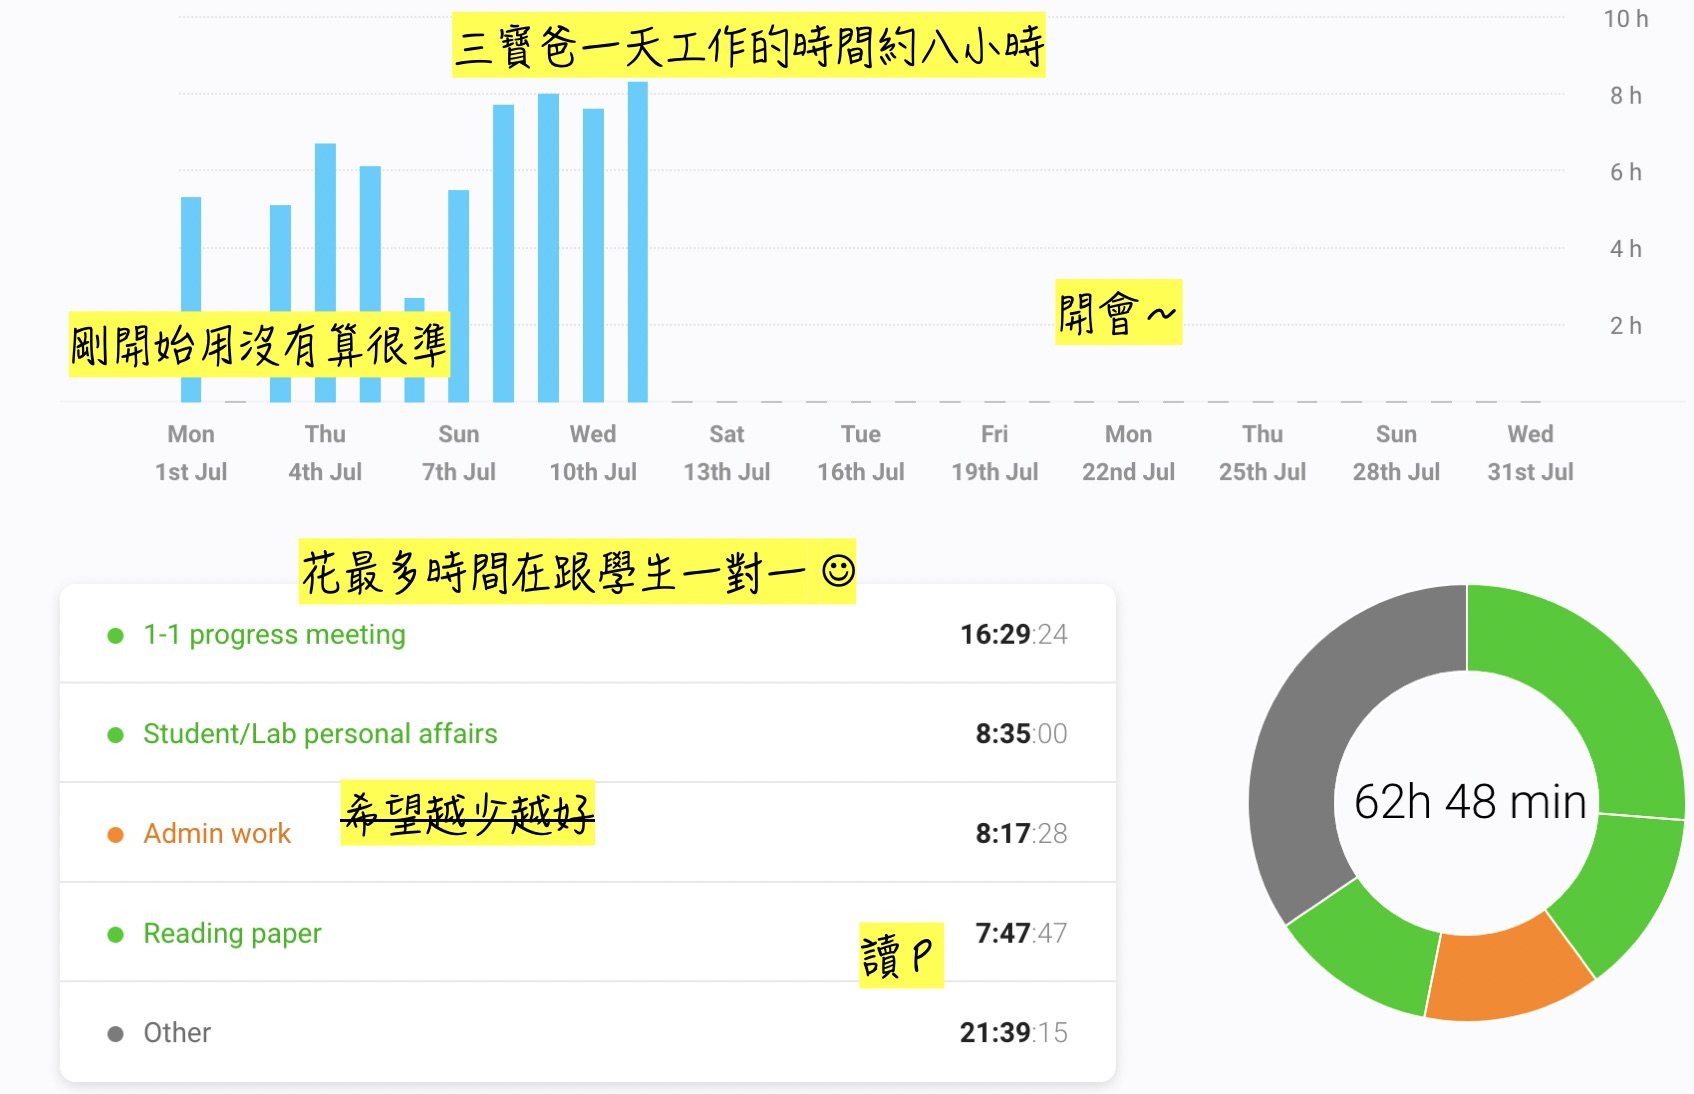 10 h
三寶爸一天工作的時間約八小時
8 h
6 h
4 h
開會~
2 h
剛開始用沒有算很準
Mon Thu Sun Wed Sat Tue Fri Mon Thu Sun Wed
1st Jul 4th Jul 7th Jul 10th Jul 13th Jul 16th Jul 19th Jul 22nd Jul 25th Jul 28th Jul 31st Jul
花最多時間在跟學生一對一 ☺
1-1 progress meeting 16:29:24
Student/Lab personal affairs 8:35:00
希望越少越好
Admin work 8:17:28
Reading paper 7:47:47
讀P
Other 21:39:15
62h 48 min